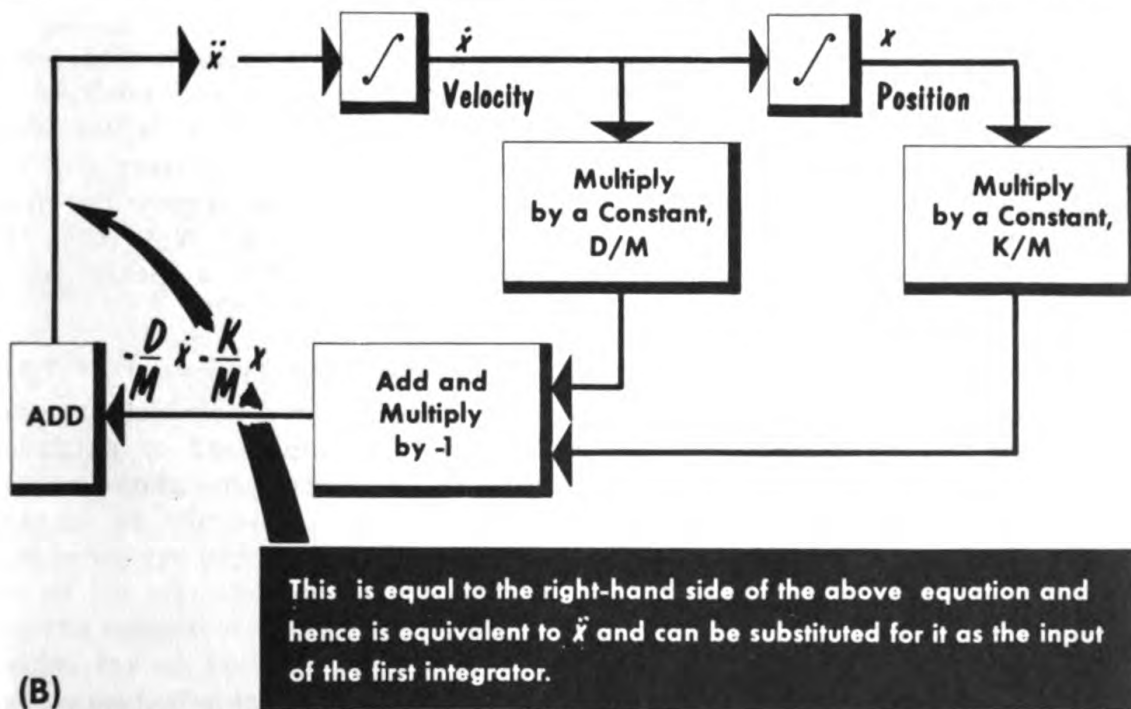 ẍ
∫
ẋ
Velocity
∫
x
Position
Multiply
by a Constant,
D/M
Multiply
by a Constant,
K/M
ADD
-D/M ẋ - K/M x
Add and
Multiply
by -1
This is equal to the right-hand side of the above equation and
hence is equivalent to ẍ and can be substituted for it as the input
of the first integrator.
(B)